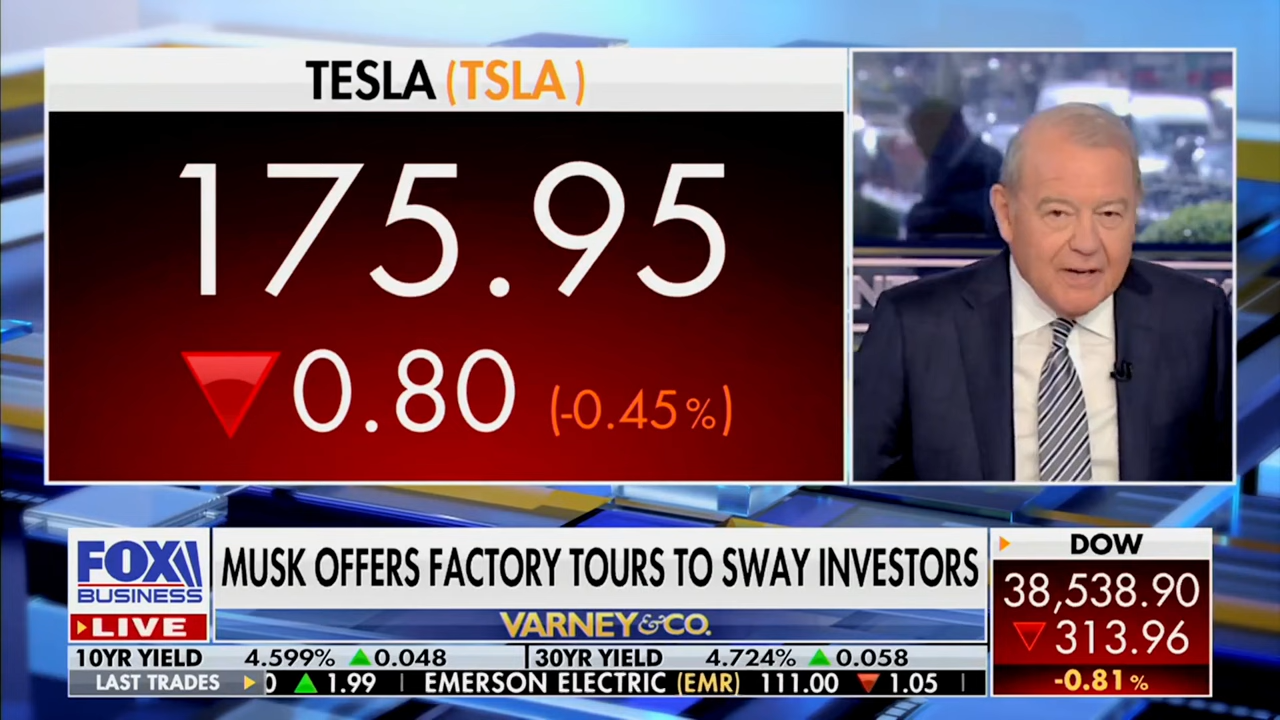 TESLA (TSLA )
175.95
▼ 0.80 (-0.45%)
FOX BUSINESS
LIVE
MUSK OFFERS FACTORY TOURS TO SWAY INVESTORS
VARNEY & CO.
DOW
38,538.90
▼ 313.96
-0.81%
10YR YIELD 4.599% ▲ 0.048 | 30YR YIELD 4.724% ▲ 0.058
LAST TRADES 0 ▲ 1.99 | EMERSON ELECTRIC (EMR) 111.00 ▼ 1.05 |